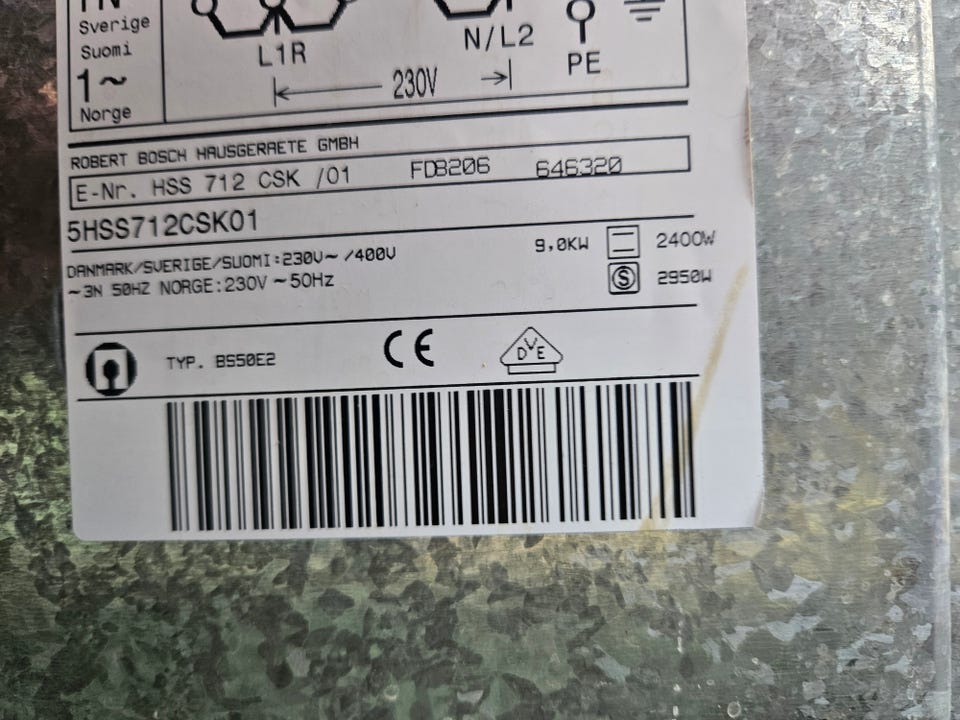 Sverige
Suomi
1~
Norge
L1R
N/L2
PE
230V
ROBERT BOSCH HAUSGERAETE GMBH
E-Nr. HSS 712 CSK /01 FD8206 646320
5HSS712CSK01
DANMARK/SVERIGE/SUOMI:230V~ /400V
~3N 50HZ NORGE:230V ~50Hz
9,0KW 2400W
S 2950W
TYP. BS50E2
CE
DVE